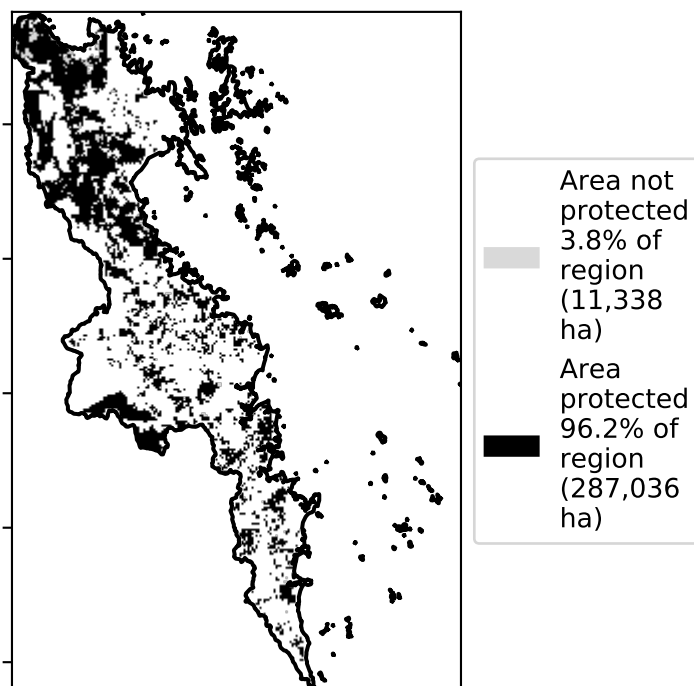 Area not
protected
3.8% of
region
(11,338
ha)
Area
protected
96.2% of
region
(287,036
ha)